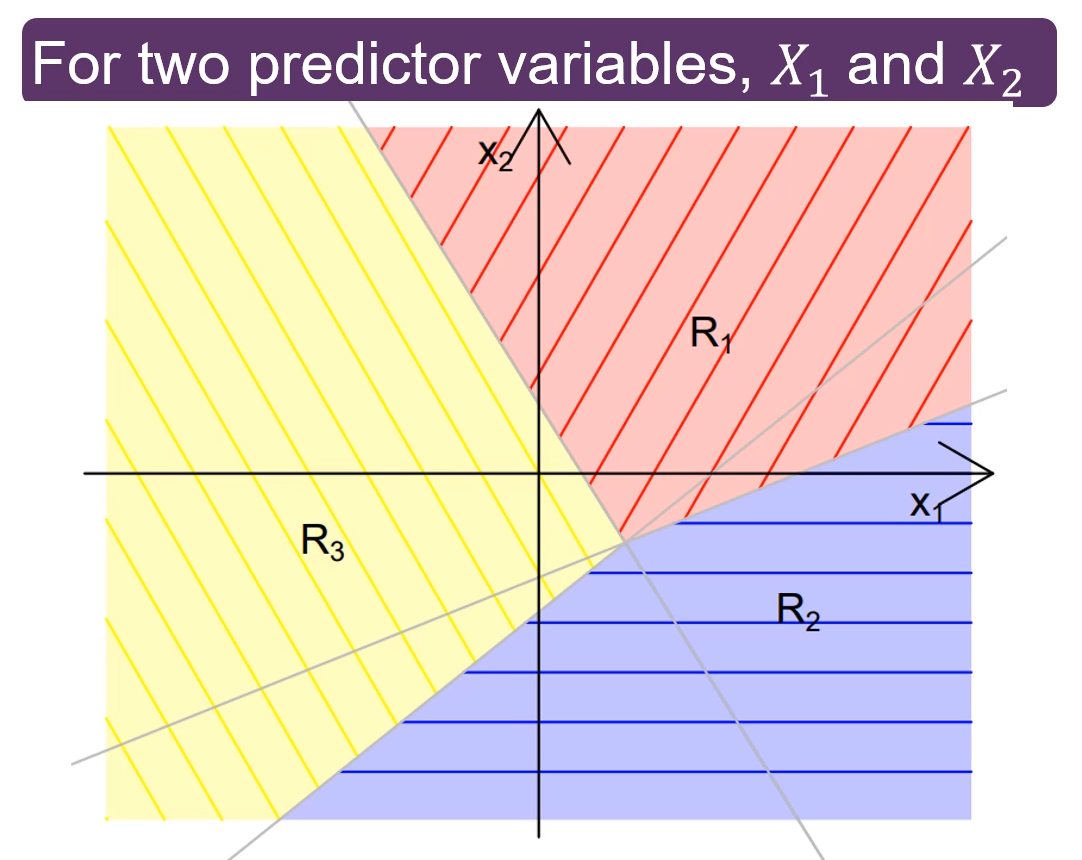 For two predictor variables, X₁ and X₂
x₂
R₁
x₁
R₃
R₂